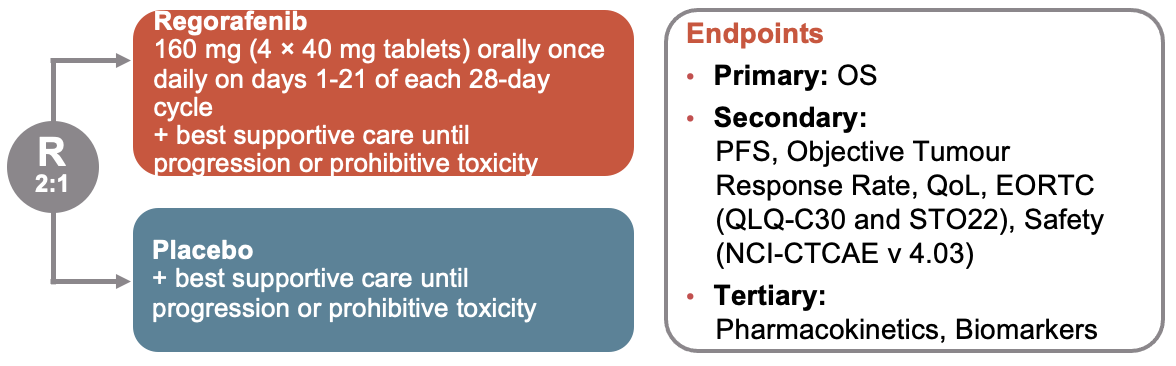 R
2:1
Regorafenib
160 mg (4 × 40 mg tablets) orally once
daily on days 1-21 of each 28-day
cycle
+ best supportive care until
progression or prohibitive toxicity
Placebo
+ best supportive care until
progression or prohibitive toxicity
Endpoints
• Primary: OS
• Secondary:
PFS, Objective Tumour
Response Rate, QoL, EORTC
(QLQ-C30 and STO22), Safety
(NCI-CTCAE v 4.03)
• Tertiary:
Pharmacokinetics, Biomarkers